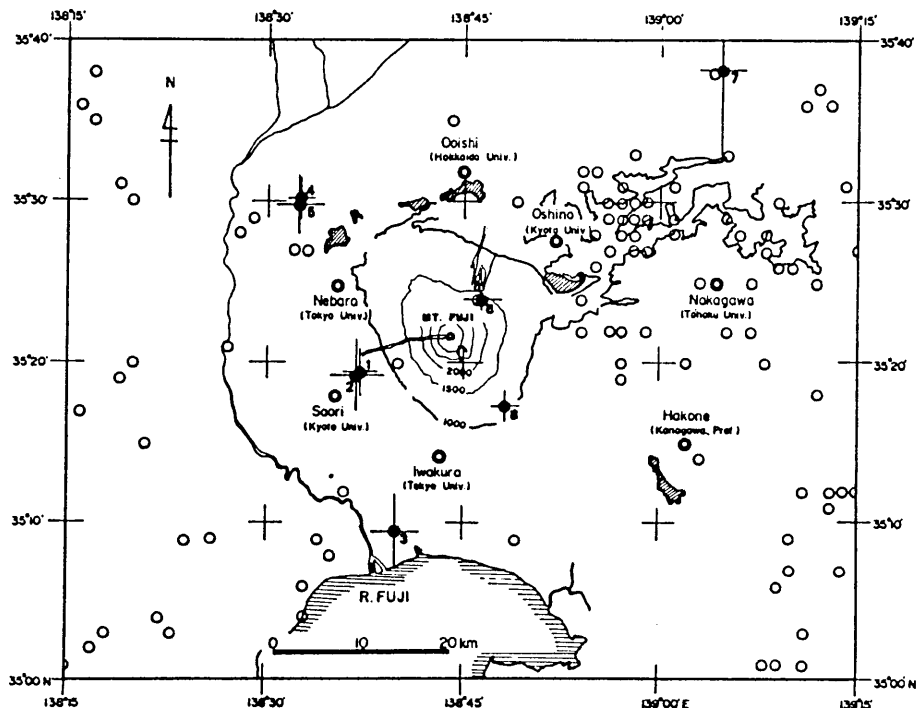 138°15'
138°30'
138°45'
139°00'
139°15'
35°40'
35°40'
N
7
Ooishi
(Hokkaido Univ.)
35°30'
4
5
35°30'
Oshino
(Kyoto Univ.)
Nebara
(Tokyo Univ.)
6
MT. FUJI
Nakagawa
(Tohoku Univ.)
35°20'
1
2
2000
1500
1000
35°20'
Saori
(Kyoto Univ.)
8
Hakone
(Kanagawa, Pref.)
Iwakura
(Tokyo Univ.)
35°10'
3
35°10'
R. FUJI
0 10 20 km
35°00'N
35°00'N
138°15'
138°30'
138°45'
139°00'E
139°15'